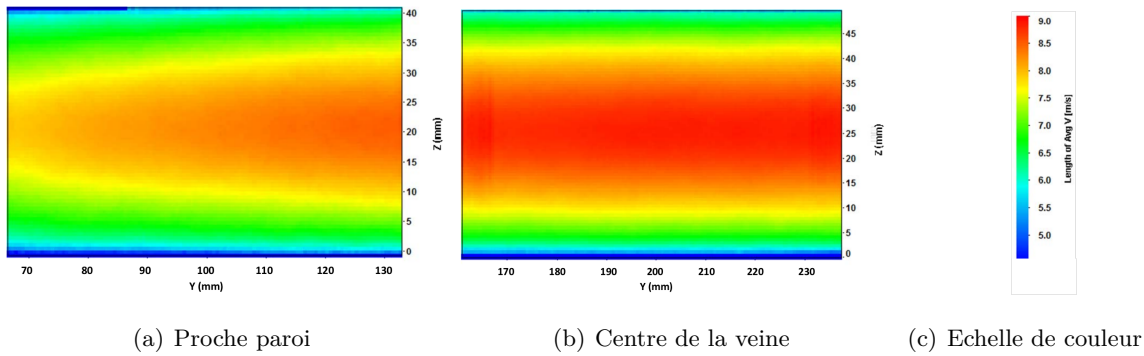 40
35
30
25
20
15
10
5
0
Z (mm)
70 80 90 100 110 120 130
Y (mm)
45
40
35
30
25
20
15
10
5
0
Z (mm)
170 180 190 200 210 220 230
Y (mm)
9.0
8.5
8.0
7.5
7.0
6.5
6.0
5.5
5.0
Length of Avg V [m/s]
(a) Proche paroi
(b) Centre de la veine
(c) Echelle de couleur